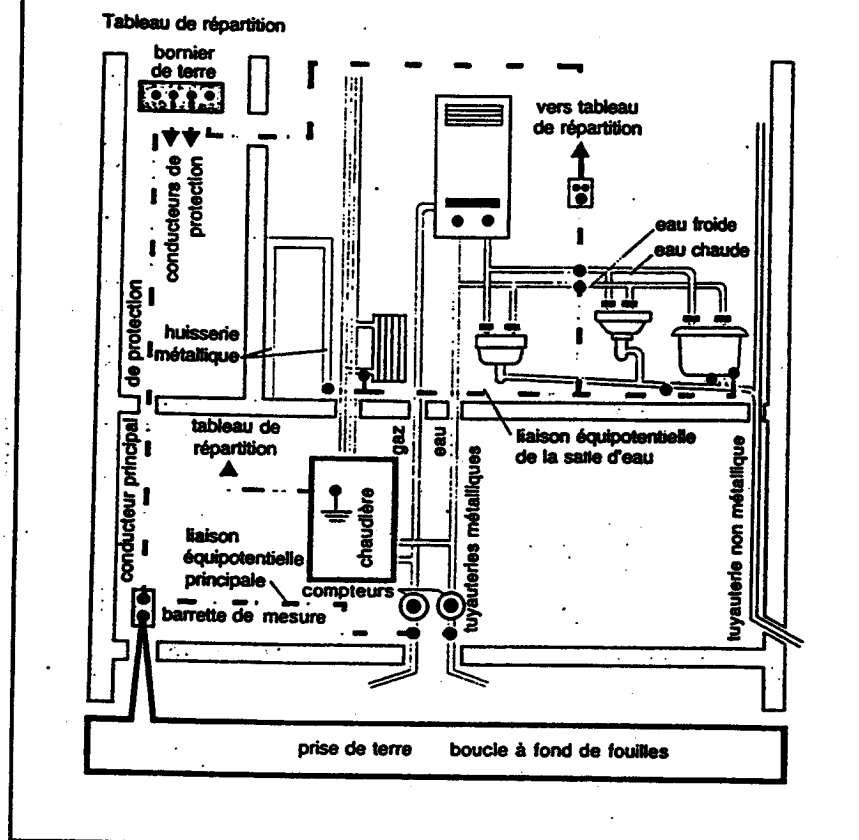 Tableau de répartition
bornier
de terre
vers tableau
de répartition
conducteurs de
protection
eau froide
eau chaude
huisserie
métallique
conducteur principal de protection
tableau de
répartition
gaz
eau
liaison équipotentielle
de la salle d'eau
chaudière
tuyauteries métalliques
tuyauterie non métallique
liaison
équipotentielle
principale
compteurs
barrette de mesure
prise de terre boucle à fond de fouilles